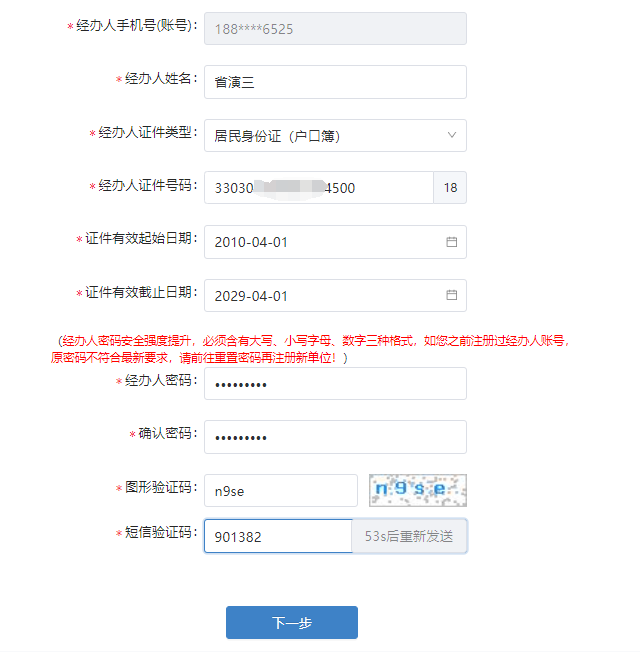 *经办人手机号(账号): 188****6525
*经办人姓名: 省演三
*经办人证件类型: 居民身份证（户口簿）
*经办人证件号码: 33030 4500 18
*证件有效起始日期: 2010-04-01
*证件有效截止日期: 2029-04-01
（经办人密码安全强度提升，必须含有大写、小写字母、数字三种格式，如您之前注册过经办人账号，
原密码不符合最新要求，请前往重置密码再注册新单位！）
*经办人密码: •••••••••
*确认密码: •••••••••
*图形验证码: n9se n9se
*短信验证码: 901382 53s后重新发送
下一步